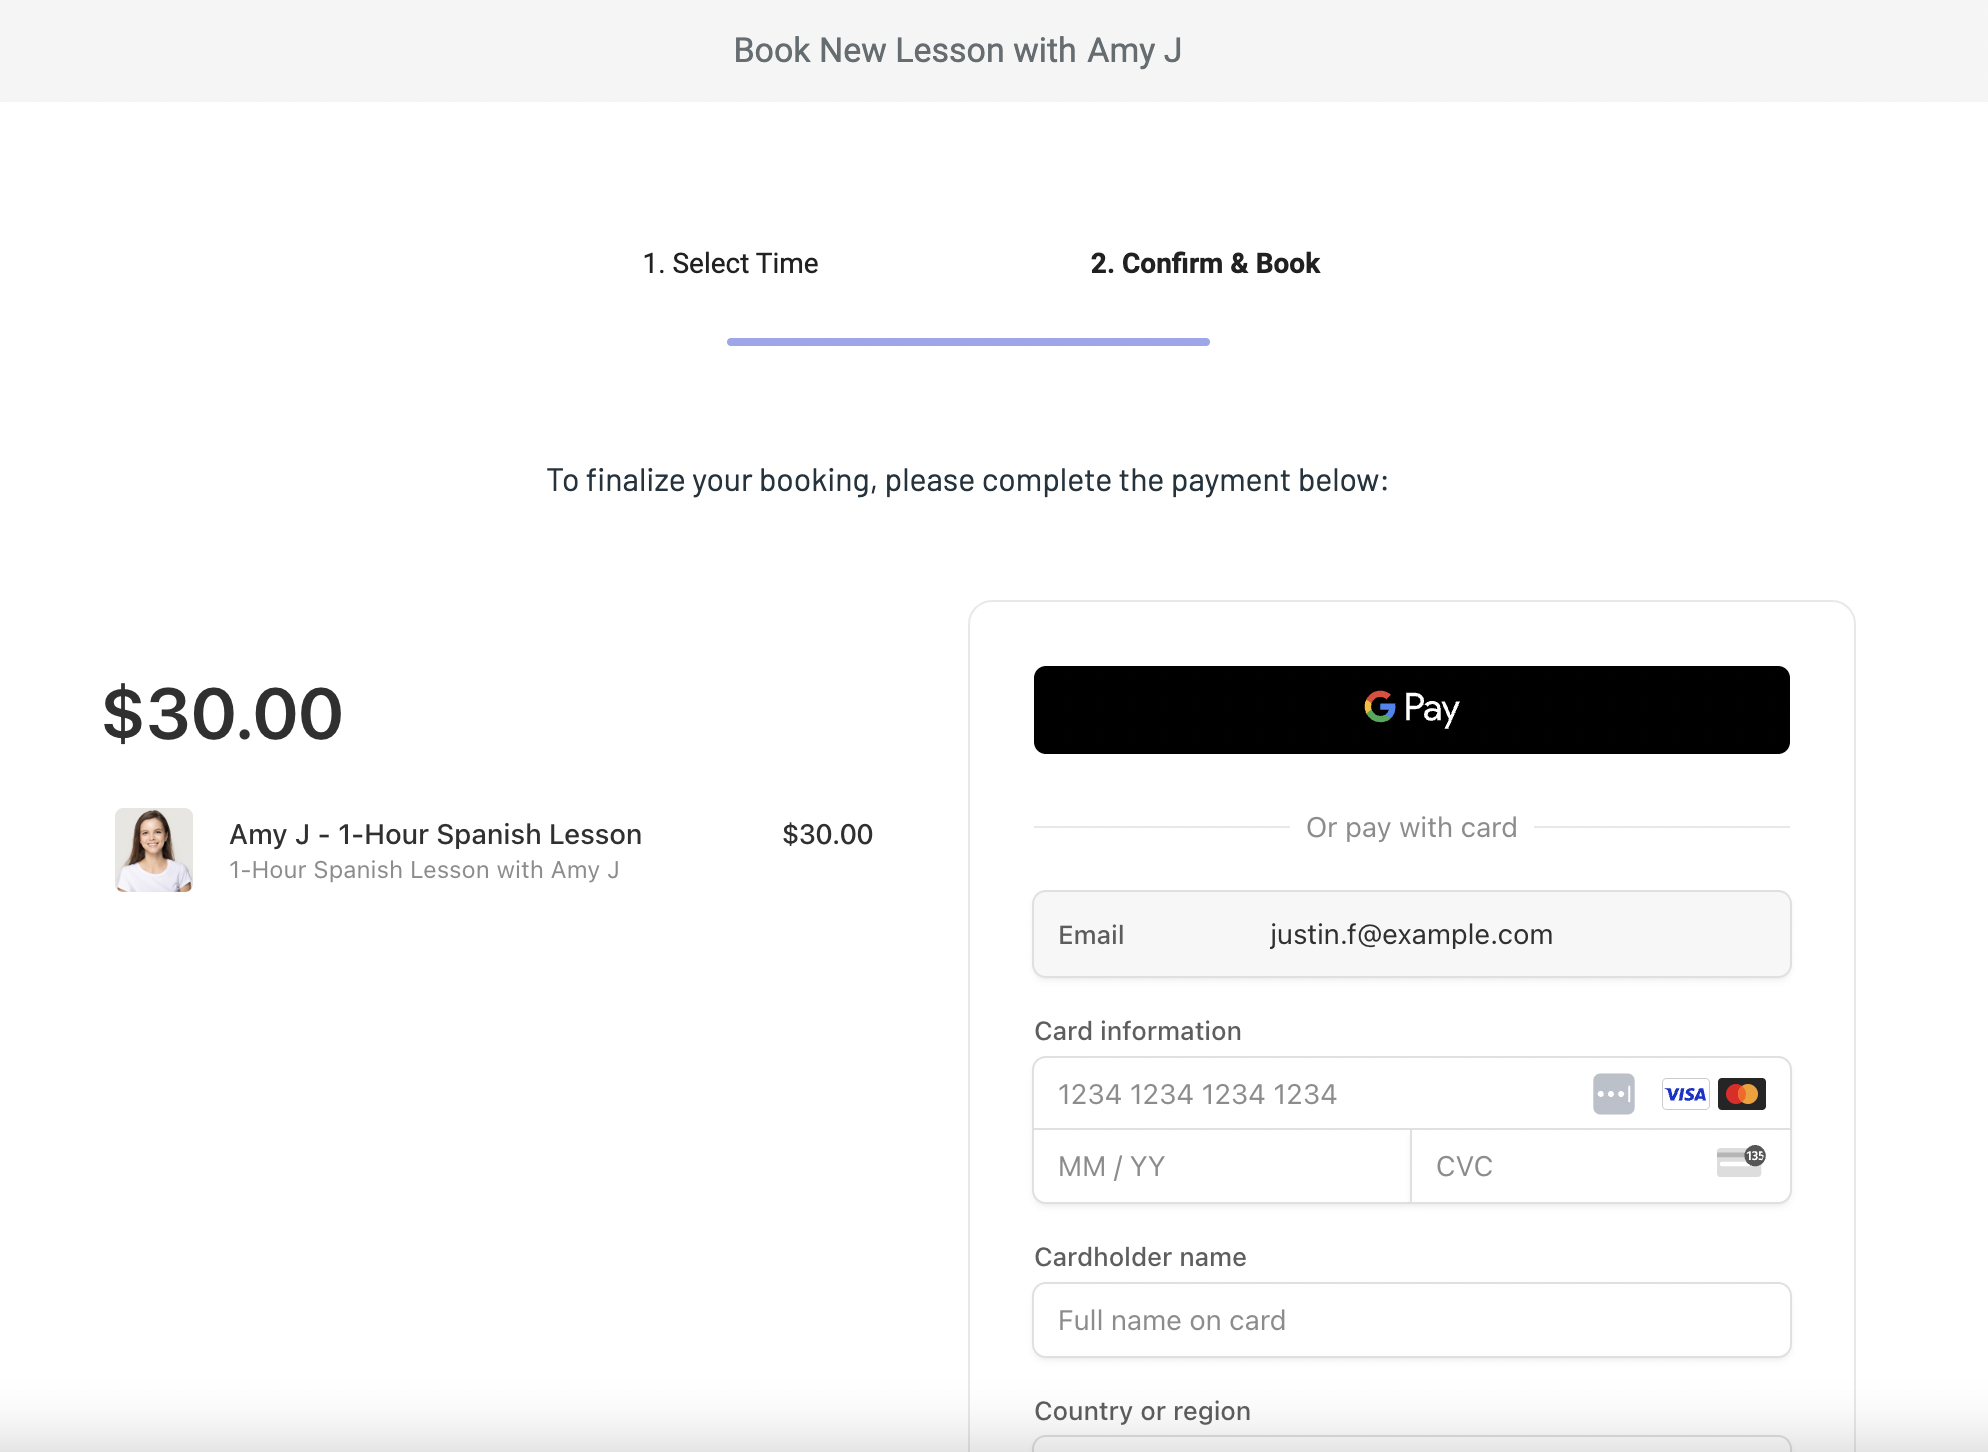 Book New Lesson with Amy J
1. Select Time
2. Confirm & Book
To finalize your booking, please complete the payment below:
$30.00
Amy J - 1-Hour Spanish Lesson
$30.00
1-Hour Spanish Lesson with Amy J
G Pay
Or pay with card
Email
justin.f@example.com
Card information
1234 1234 1234 1234
VISA
MM / YY
CVC
135
Cardholder name
Full name on card
Country or region